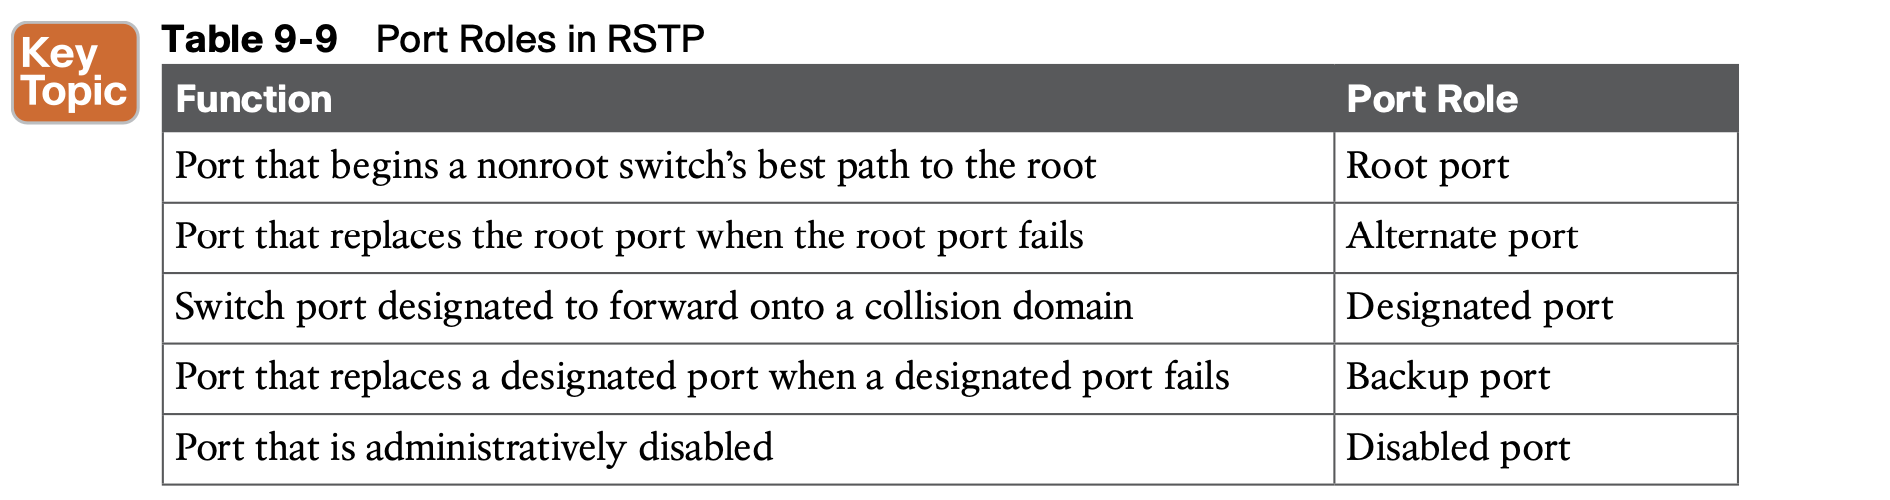 Key
Topic
Table 9-9 Port Roles in RSTP
Function Port Role
Port that begins a nonroot switch’s best path to the root Root port
Port that replaces the root port when the root port fails Alternate port
Switch port designated to forward onto a collision domain Designated port
Port that replaces a designated port when a designated port fails Backup port
Port that is administratively disabled Disabled port